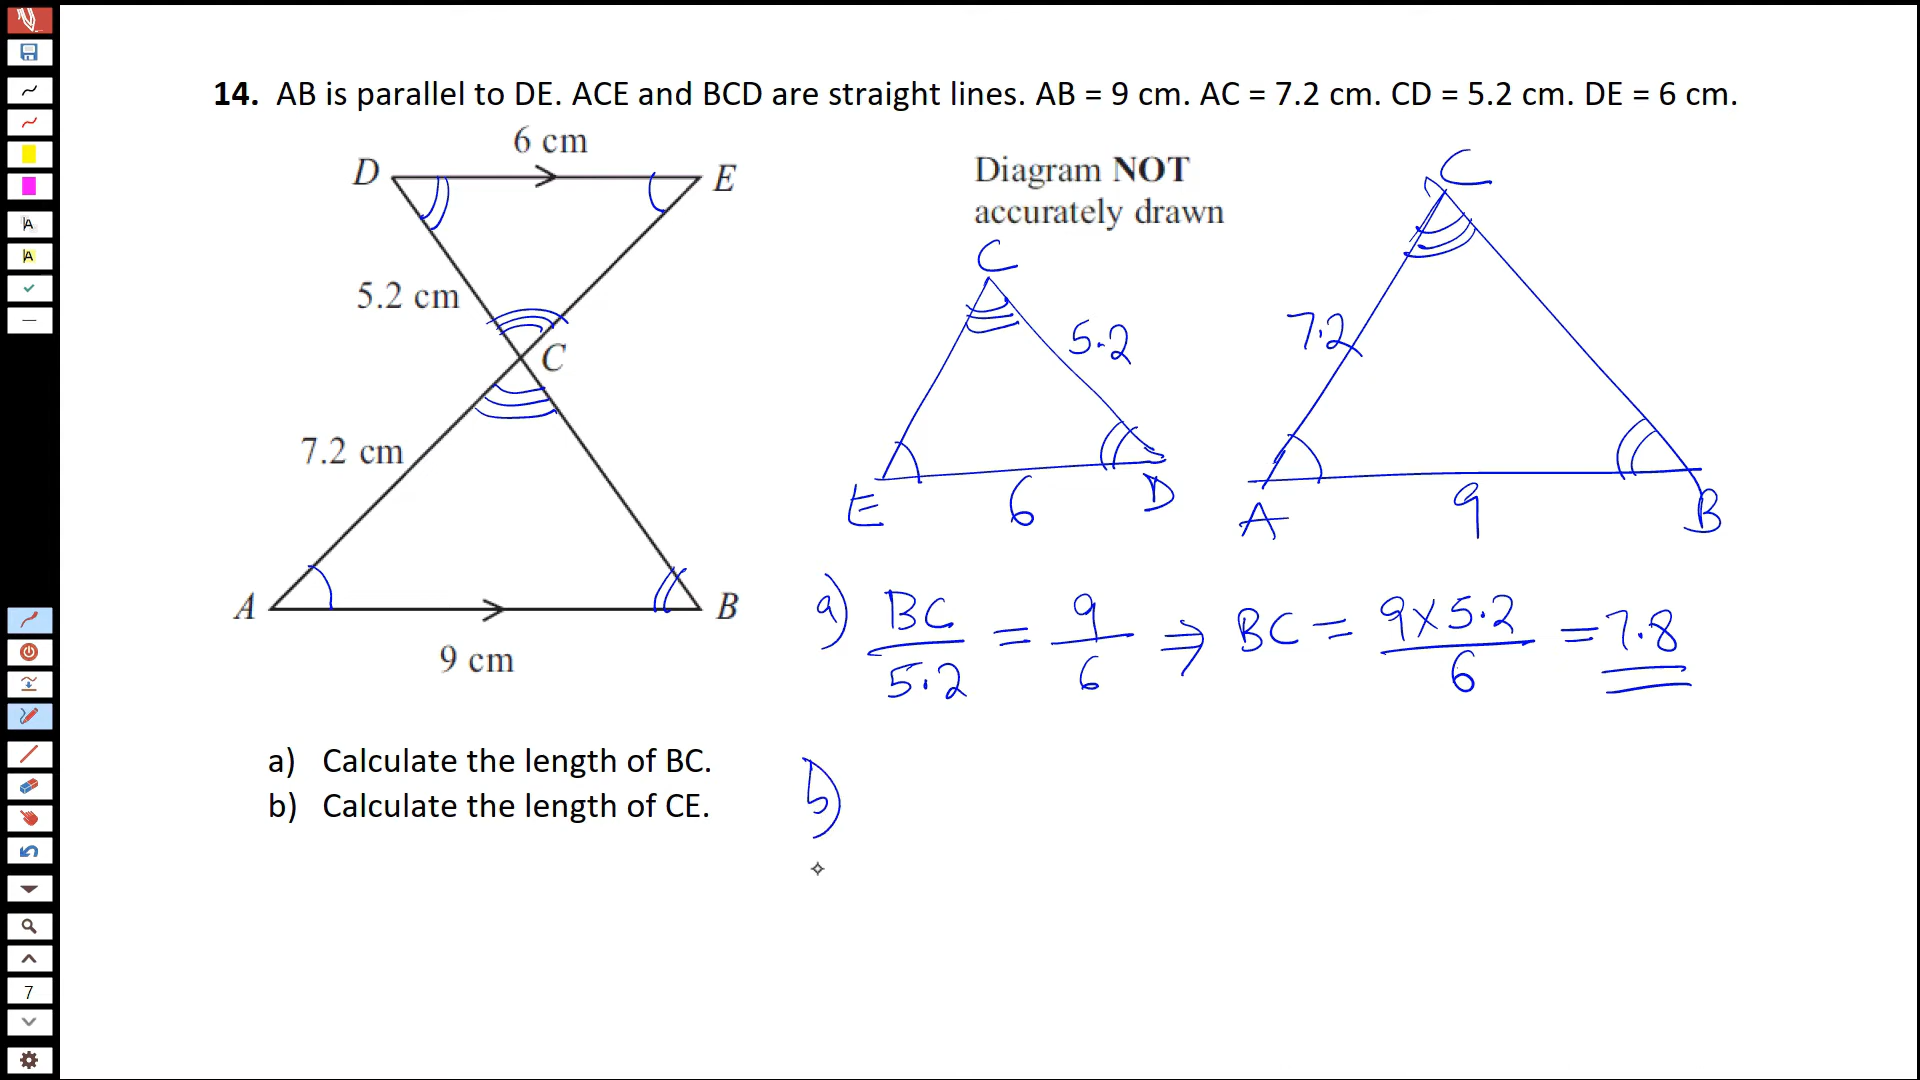 14. AB is parallel to DE. ACE and BCD are straight lines. AB = 9 cm. AC = 7.2 cm. CD = 5.2 cm. DE = 6 cm.
6 cm
D
E
Diagram NOT
accurately drawn
C
C
5.2 cm
5.2
7.2
C
7.2 cm
E
6
D
A
9
B
A
B
9 cm
a) BC/5.2 = 9/6 ⇒ BC = 9×5.2/6 = 7.8
a) Calculate the length of BC.
b) Calculate the length of CE.
b)
A
A
7